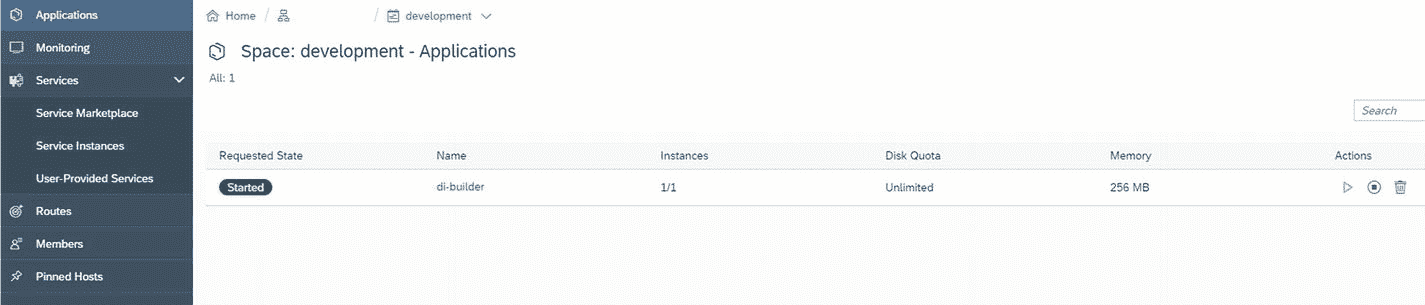 Applications
Monitoring
Services
Service Marketplace
Service Instances
User-Provided Services
Routes
Members
Pinned Hosts
Home / / development
Space: development - Applications
All: 1
Search
Requested State Name Instances Disk Quota Memory Actions
Started di-builder 1/1 Unlimited 256 MB